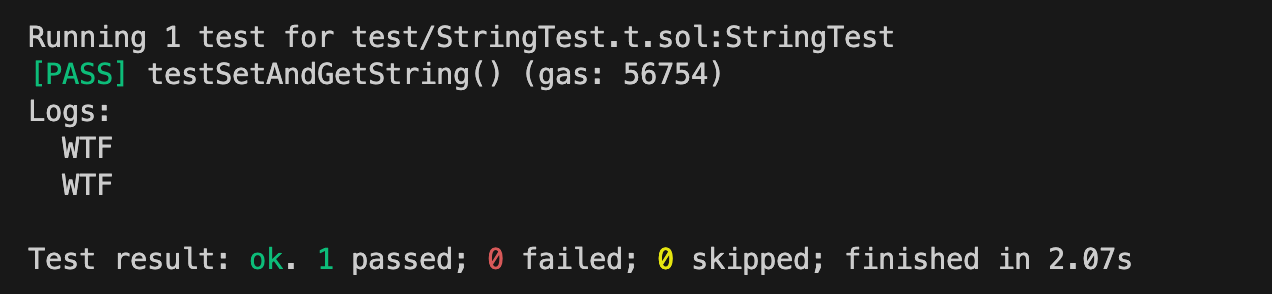 Running 1 test for test/StringTest.t.sol:StringTest
[PASS] testSetAndGetString() (gas: 56754)
Logs:
  WTF
  WTF
Test result: ok. 1 passed; 0 failed; 0 skipped; finished in 2.07s